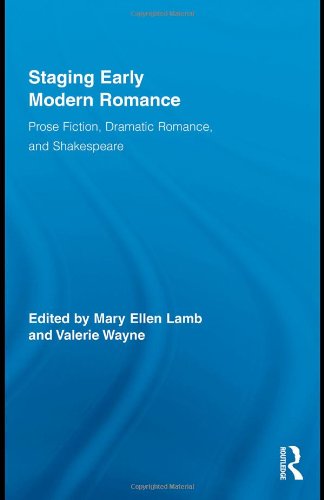 Staging Early
Modern Romance
Prose Fiction, Dramatic Romance,
and Shakespeare
Edited by Mary Ellen Lamb
and Valerie Wayne
ROUTLEDGE